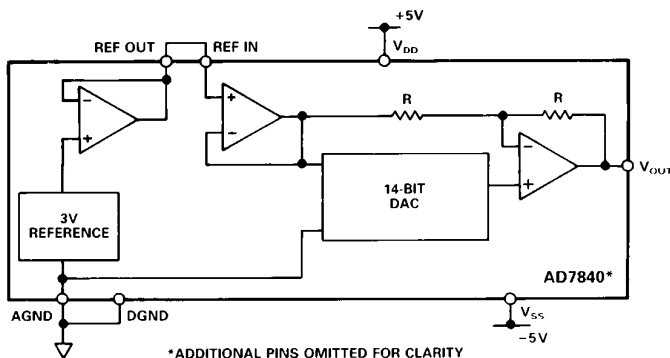 +5V
REF OUT
REF IN
VDD
R
R
−
+
+
−
−
+
VOUT
14-BIT
DAC
3V
REFERENCE
AD7840*
AGND
DGND
VSS
−5V
*ADDITIONAL PINS OMITTED FOR CLARITY